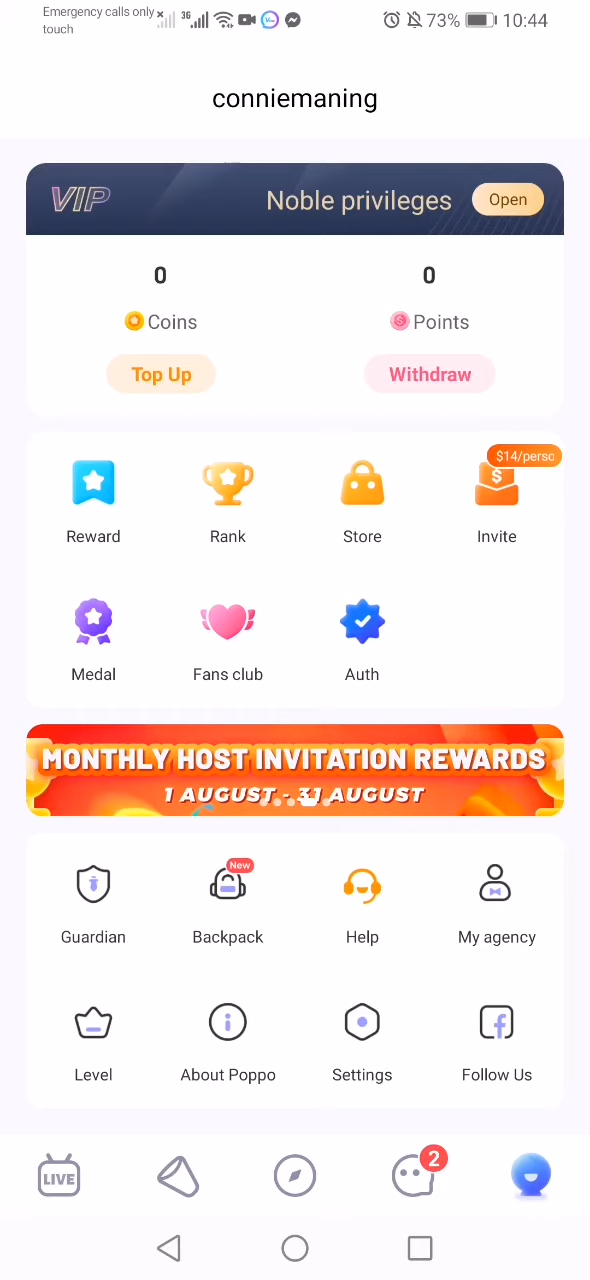 Emergency calls only
touch
3G
73%
10:44
conniemaning
VIP
Noble privileges
Open
0
0
Coins
Points
Top Up
Withdraw
$14/perso
Reward
Rank
Store
Invite
Medal
Fans club
Auth
MONTHLY HOST INVITATION REWARDS
1 AUGUST - 31 AUGUST
New
Guardian
Backpack
Help
My agency
Level
About Poppo
Settings
Follow Us
LIVE
2